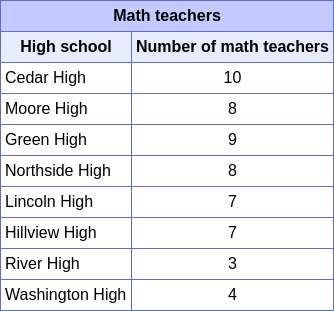 Math teachers
High school Number of math teachers
Cedar High 10
Moore High 8
Green High 9
Northside High 8
Lincoln High 7
Hillview High 7
River High 3
Washington High 4